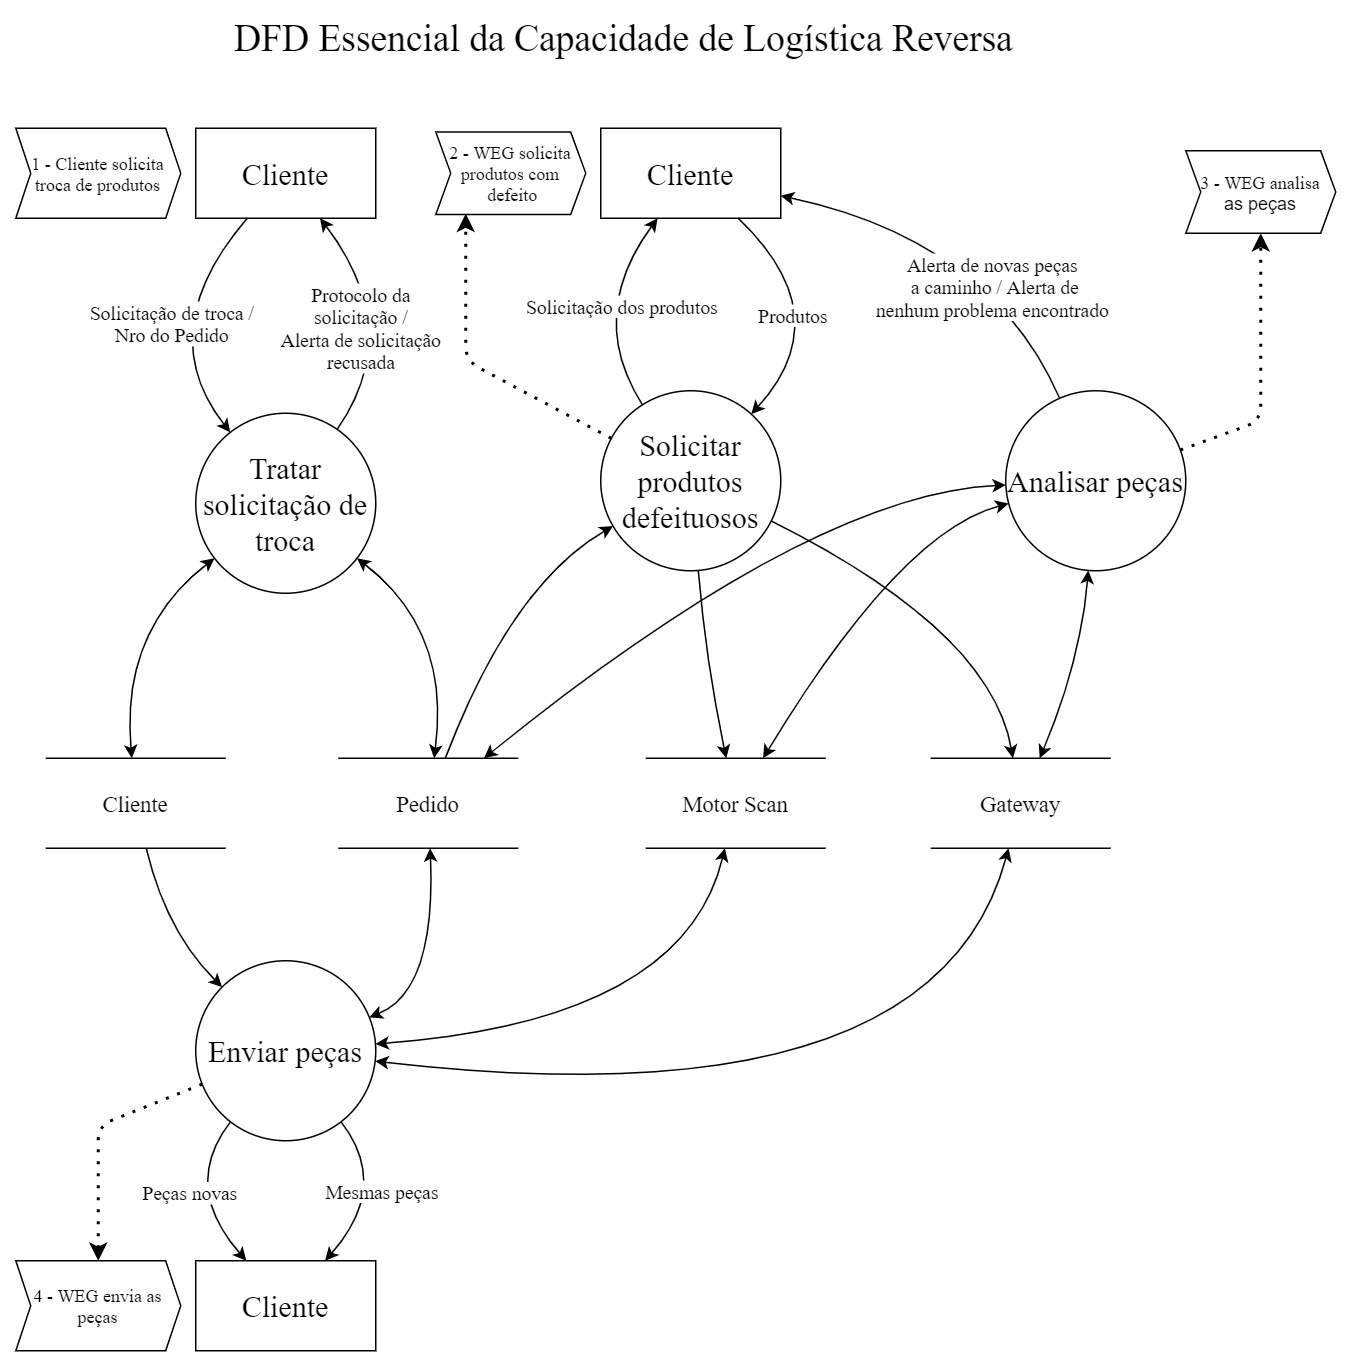 DFD Essencial da Capacidade de Logística Reversa
1 - Cliente solicita
troca de produtos
Cliente
2 - WEG solicita
produtos com
defeito
Cliente
3 - WEG analisa
as peças
Solicitação de troca /
Nro do Pedido
Protocolo da
solicitação /
Alerta de solicitação
recusada
Solicitação dos produtos
Produtos
Alerta de novas peças
a caminho / Alerta de
nenhum problema encontrado
Tratar
solicitação de
troca
Solicitar
produtos
defeituosos
Analisar peças
Cliente
Pedido
Motor Scan
Gateway
Enviar peças
Peças novas
Mesmas peças
4 - WEG envia as
peças
Cliente